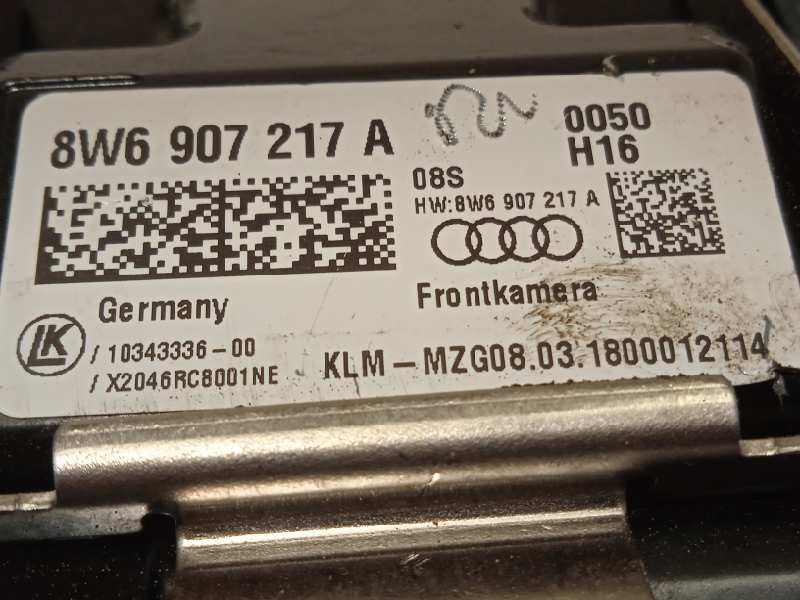 8W6 907 217 A
0050
H16
08S
HW:8W6 907 217 A
Germany
Frontkamera
LK
/ 10343336-00
/ X2046RC8001NE
KLM-MZG08.03.1800012114